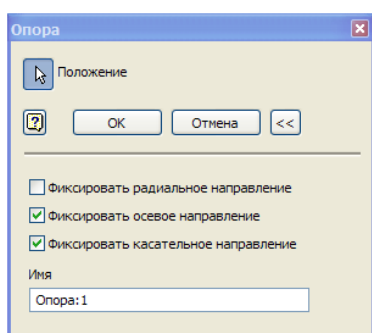 Опора
Положение
ОК
Отмена
<<
Фиксировать радиальное направление
Фиксировать осевое направление
Фиксировать касательное направление
Имя
Опора:1